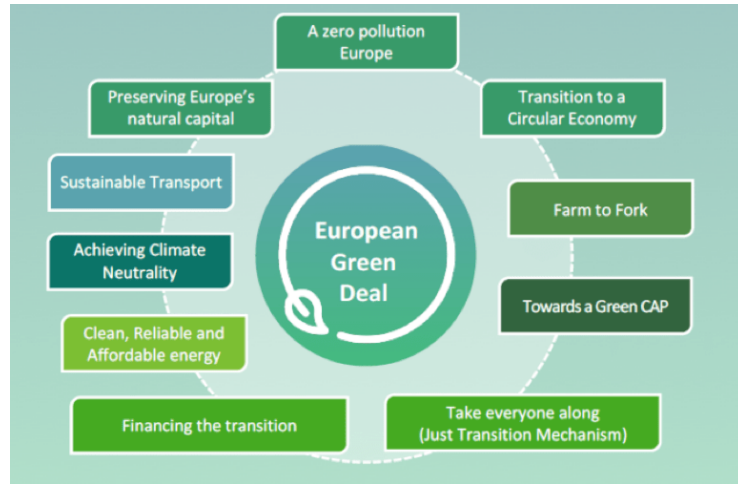 A zero pollution
Europe
Preserving Europe's
natural capital
Transition to a
Circular Economy
Sustainable Transport
Farm to Fork
European
Green
Deal
Achieving Climate
Neutrality
Towards a Green CAP
Clean, Reliable and
Affordable energy
Financing the transition
Take everyone along
(Just Transition Mechanism)